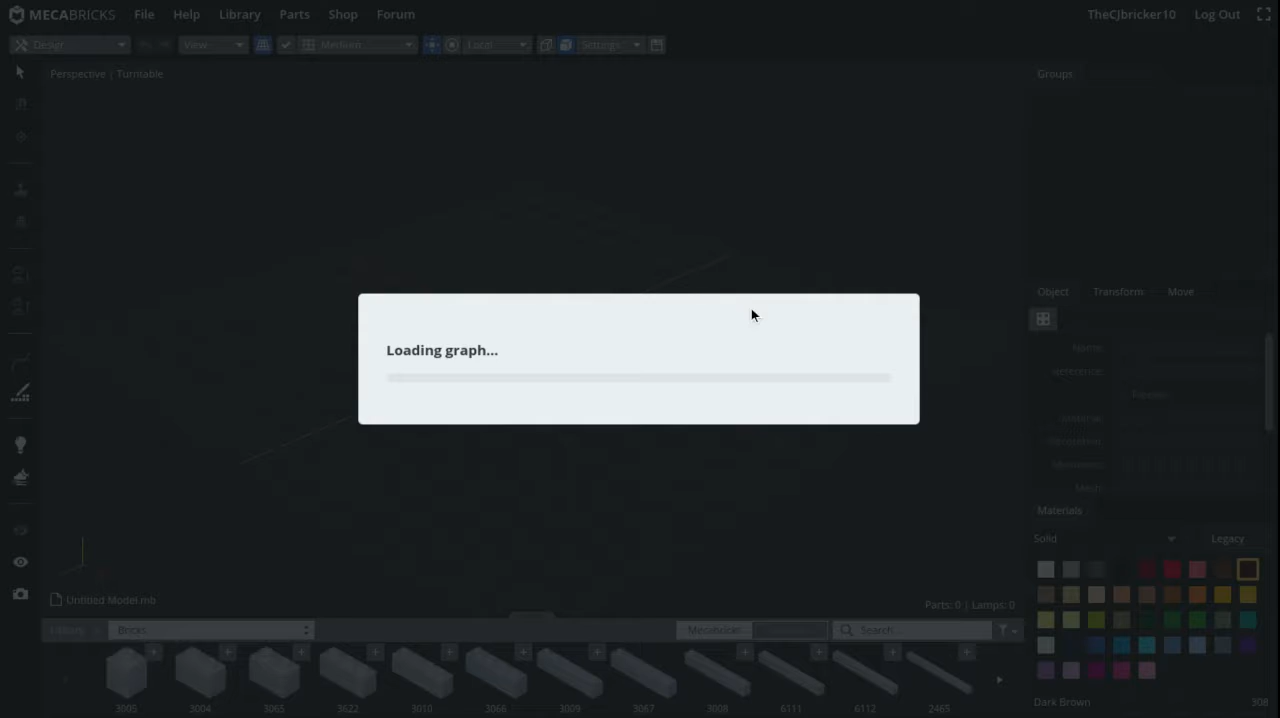 MECABRICKS File Help Library Parts Shop Forum TheCJbricker10 Log Out
Design View Medium Local Settings
Perspective | Turntable Groups
Object Transform Move
Loading graph...
Name:
Reference:
Mesh:
Materials
Solid Legacy
Untitled Model.mb Parts: 0 | Lamps: 0
Library Bricks Mecabricks Search...
3005 3004 3065 3622 3010 3066 3009 3067 3008 6111 6112 2465
Dark Brown 308